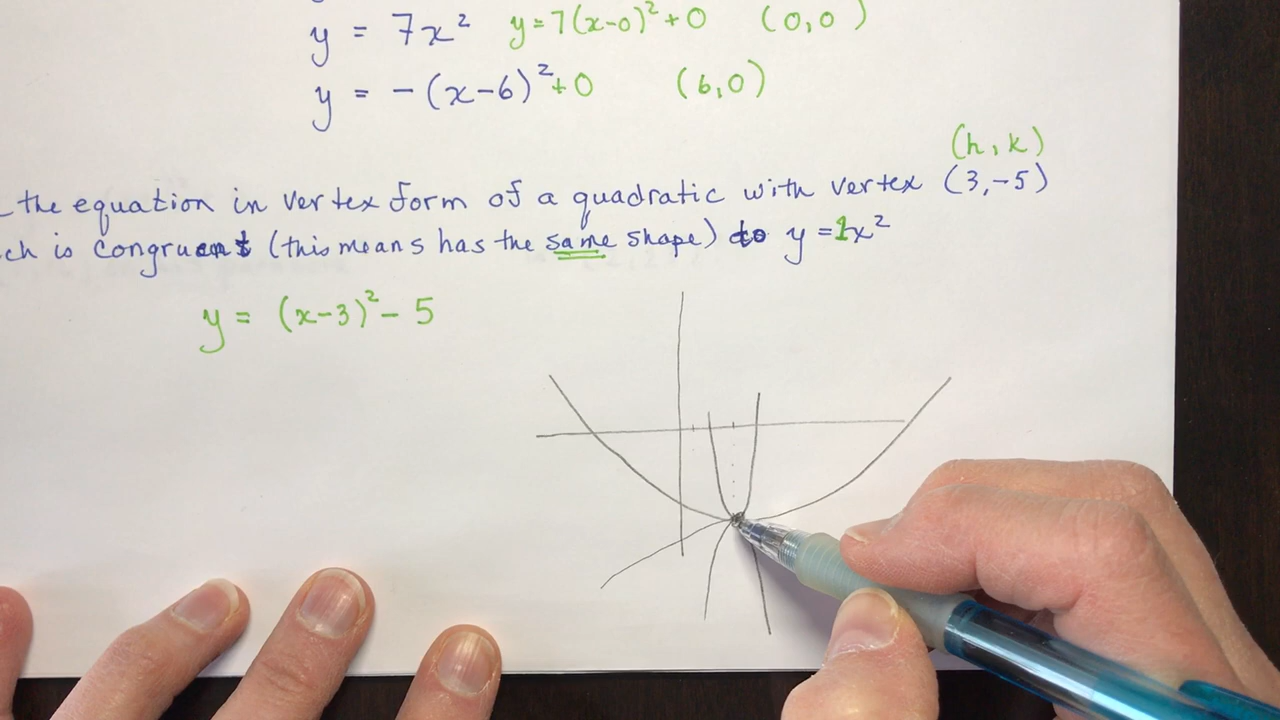 y = 7x² y=7(x-0)²+0 (0,0)
y = -(x-6)²+0 (6,0)
(h, k)
the equation in vertex form of a quadratic with vertex (3,-5)
is congruent (this means has the same shape) to y = 1x²
y = (x-3)² - 5